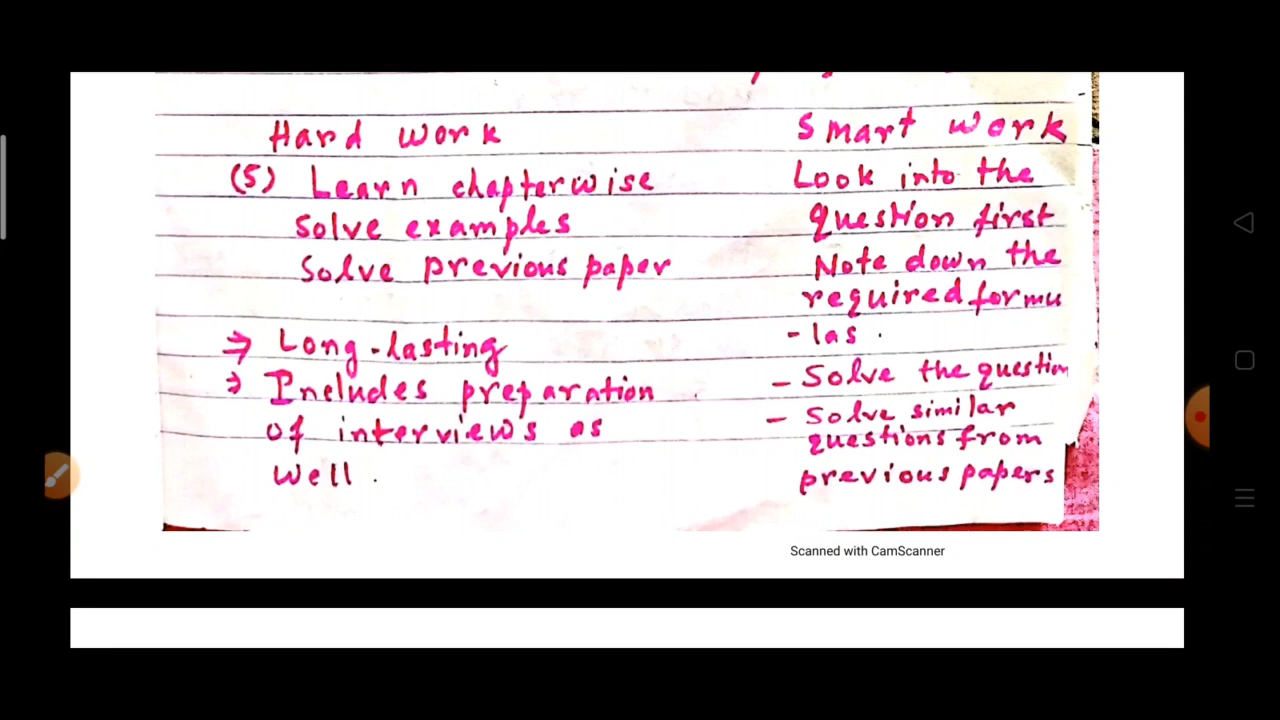 Hard work
Smart work
(5) Learn chapterwise
Look into the
Solve examples
question first
Solve previous paper
Note down the
required formu
-las.
⇒ Long-lasting
- Solve the question
⇒ Includes preparation
of interviews as
well.
- Solve similar
questions from
previous papers
Scanned with CamScanner